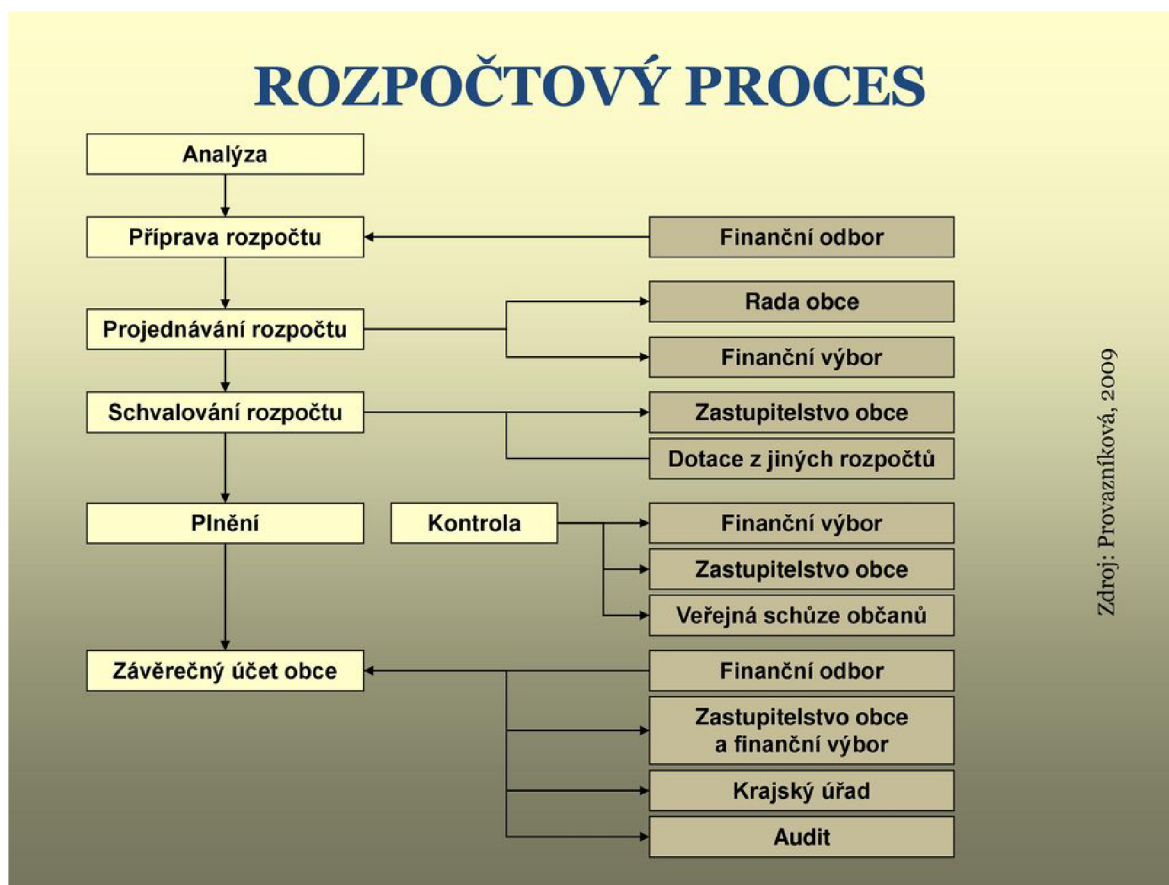 ROZPOČTOVÝ PROCES
Analýza
Příprava rozpočtu
Finanční odbor
Rada obce
Projednávání rozpočtu
Finanční výbor
Schvalování rozpočtu
Zastupitelstvo obce
Dotace z jiných rozpočtů
Plnění
Kontrola
Finanční výbor
Zastupitelstvo obce
Veřejná schůze občanů
Závěrečný účet obce
Finanční odbor
Zastupitelstvo obce
a finanční výbor
Krajský úřad
Audit
Zdroj: Provazníková, 2009